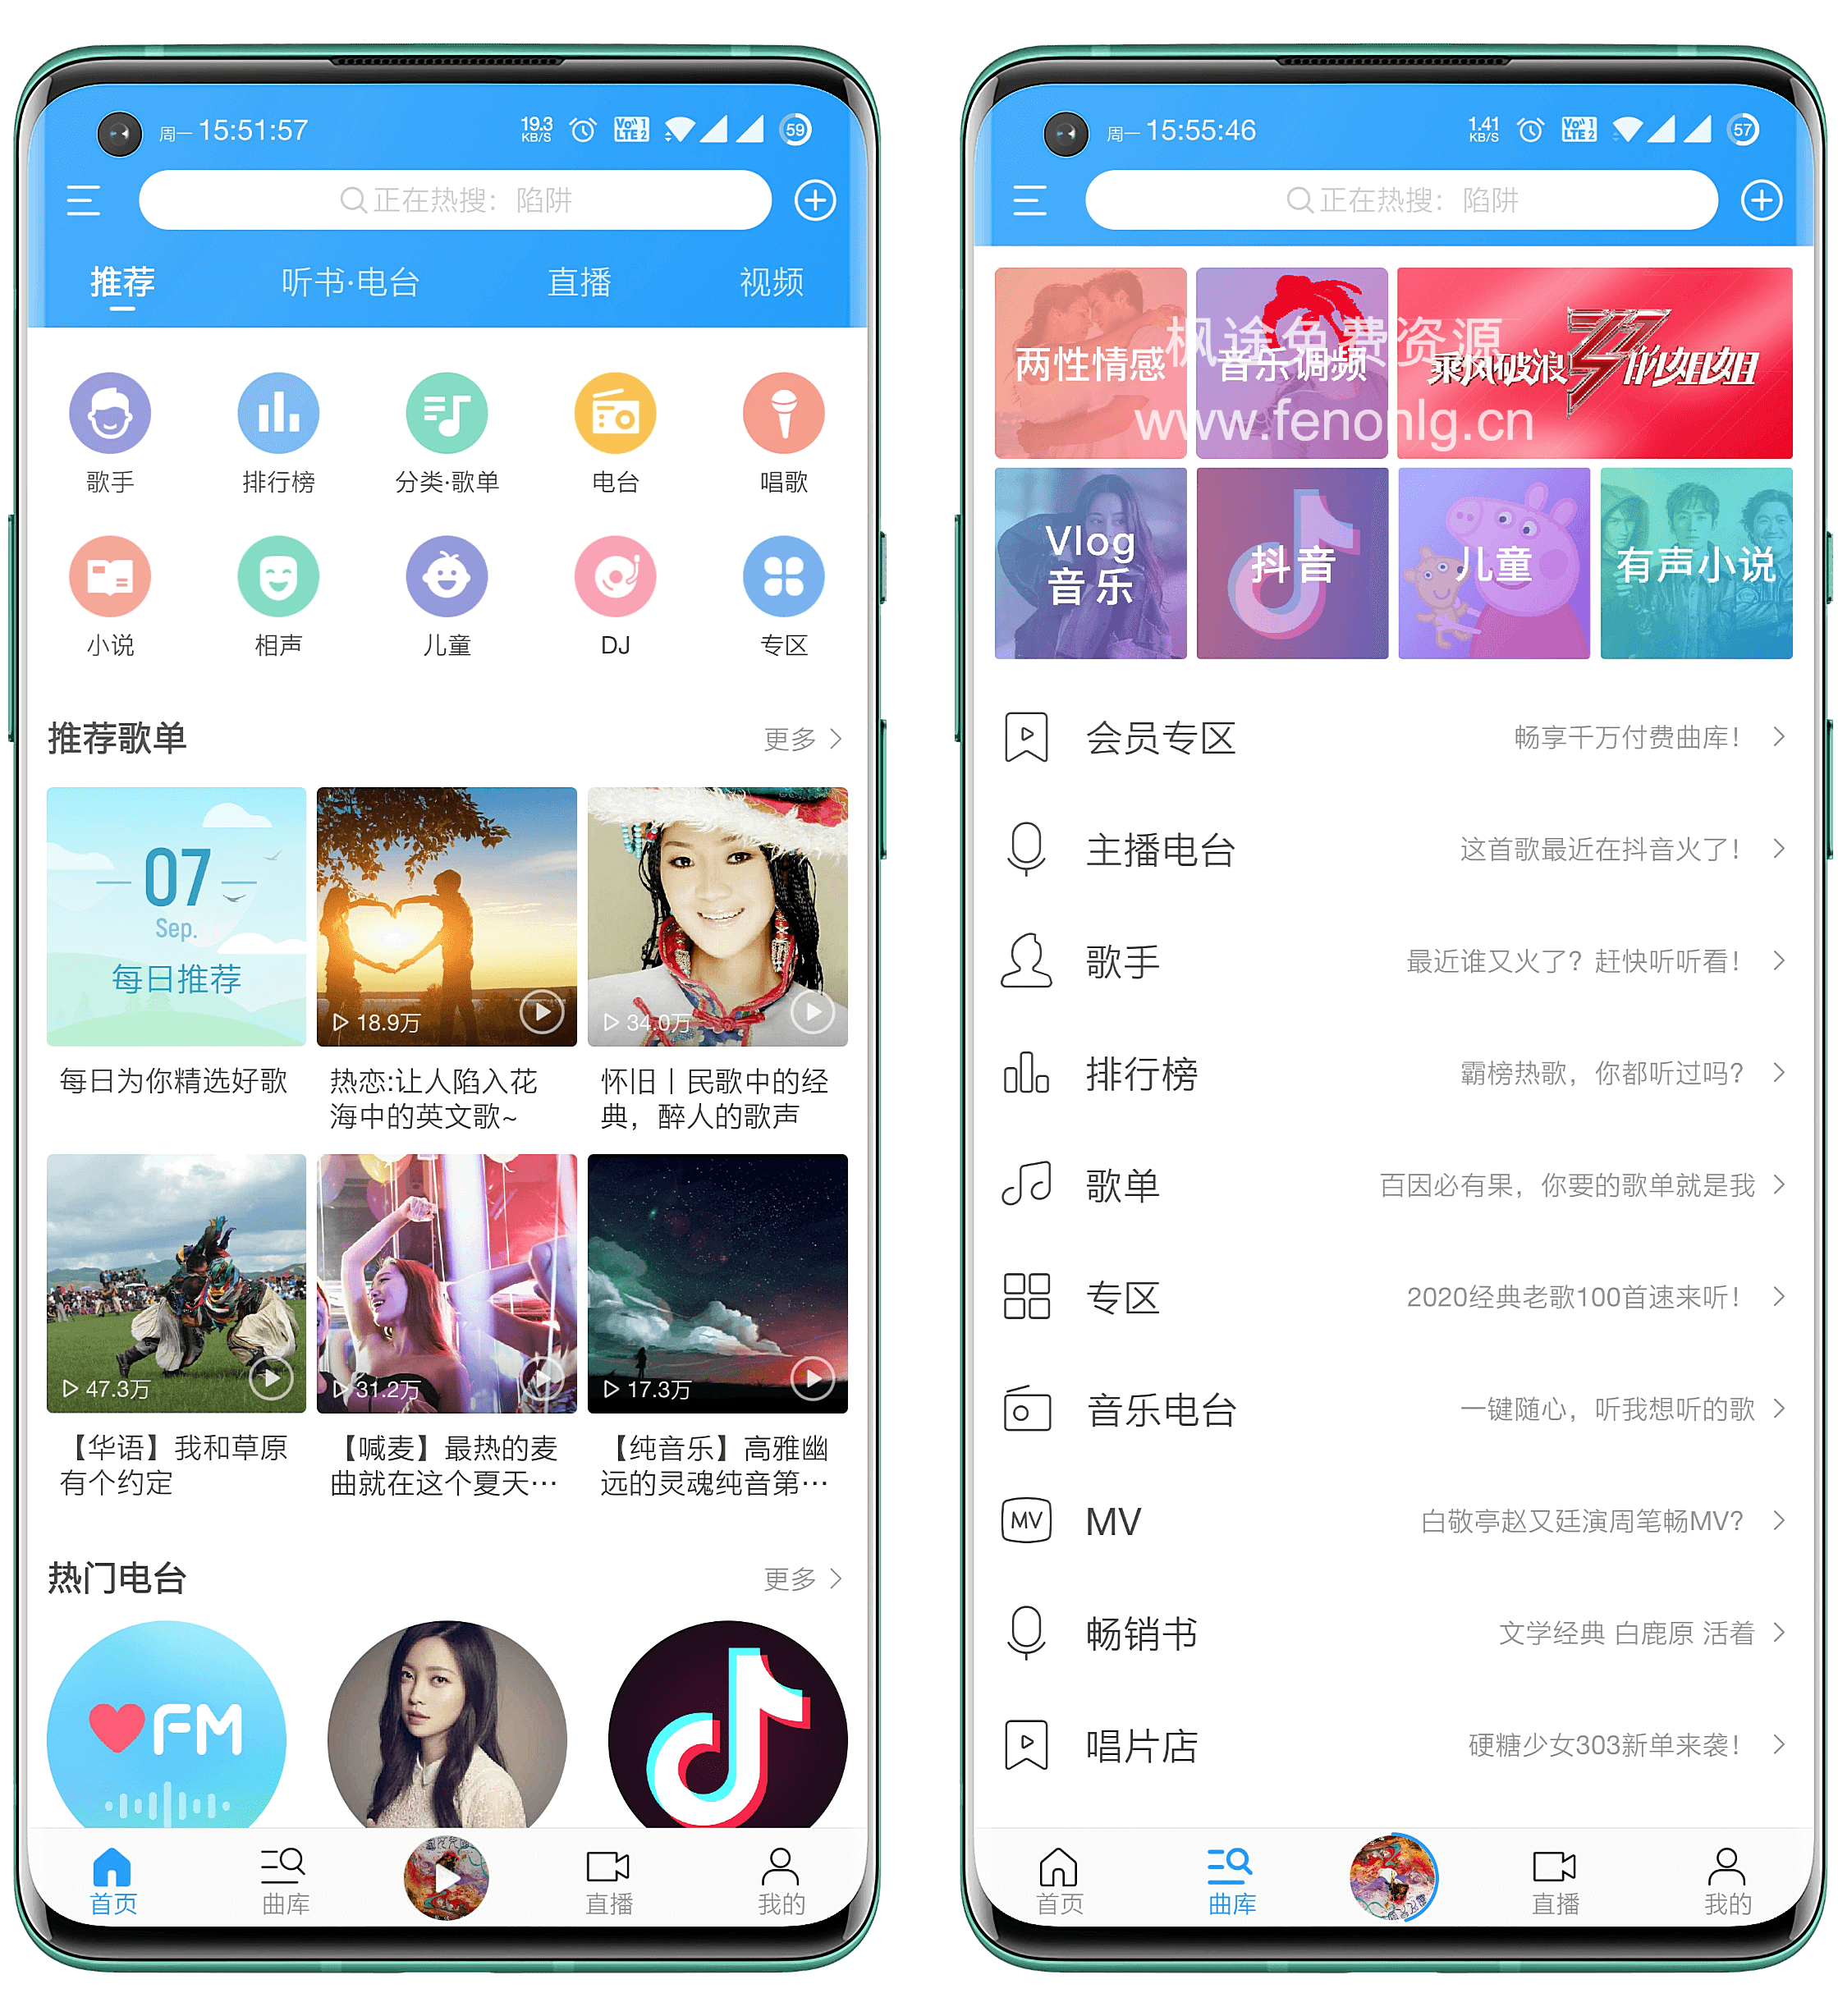 周一 15:51:57
19.3 KB/S
Vo)) 1 LTE 2
59
正在热搜：陷阱
推荐 听书·电台 直播 视频
歌手 排行榜 分类·歌单 电台 唱歌
小说 相声 儿童 DJ 专区
推荐歌单 更多
07
Sep.
每日推荐
18.9万
34.0万
每日为你精选好歌
热恋:让人陷入花
海中的英文歌~
怀旧丨民歌中的经
典，醉人的歌声
47.3万
31.2万
17.3万
【华语】我和草原
有个约定
【喊麦】最热的麦
曲就在这个夏天…
【纯音乐】高雅幽
远的灵魂纯音第…
热门电台 更多
FM
首页 曲库 直播 我的
周一 15:55:46
1.41 KB/S
Vo)) 1 LTE 2
57
正在热搜：陷阱
两性情感
音乐调频
乘风破浪的姐姐
枫途免费资源
www.fenonlg.cn
Vlog
音乐
抖音
儿童
有声小说
会员专区 畅享千万付费曲库！
主播电台 这首歌最近在抖音火了！
歌手 最近谁又火了？赶快听听看！
排行榜 霸榜热歌，你都听过吗？
歌单 百因必有果，你要的歌单就是我
专区 2020经典老歌100首速来听！
音乐电台 一键随心，听我想听的歌
MV MV 白敬亭赵又廷演周笔畅MV？
畅销书 文学经典 白鹿原 活着
唱片店 硬糖少女303新单来袭！
首页 曲库 直播 我的